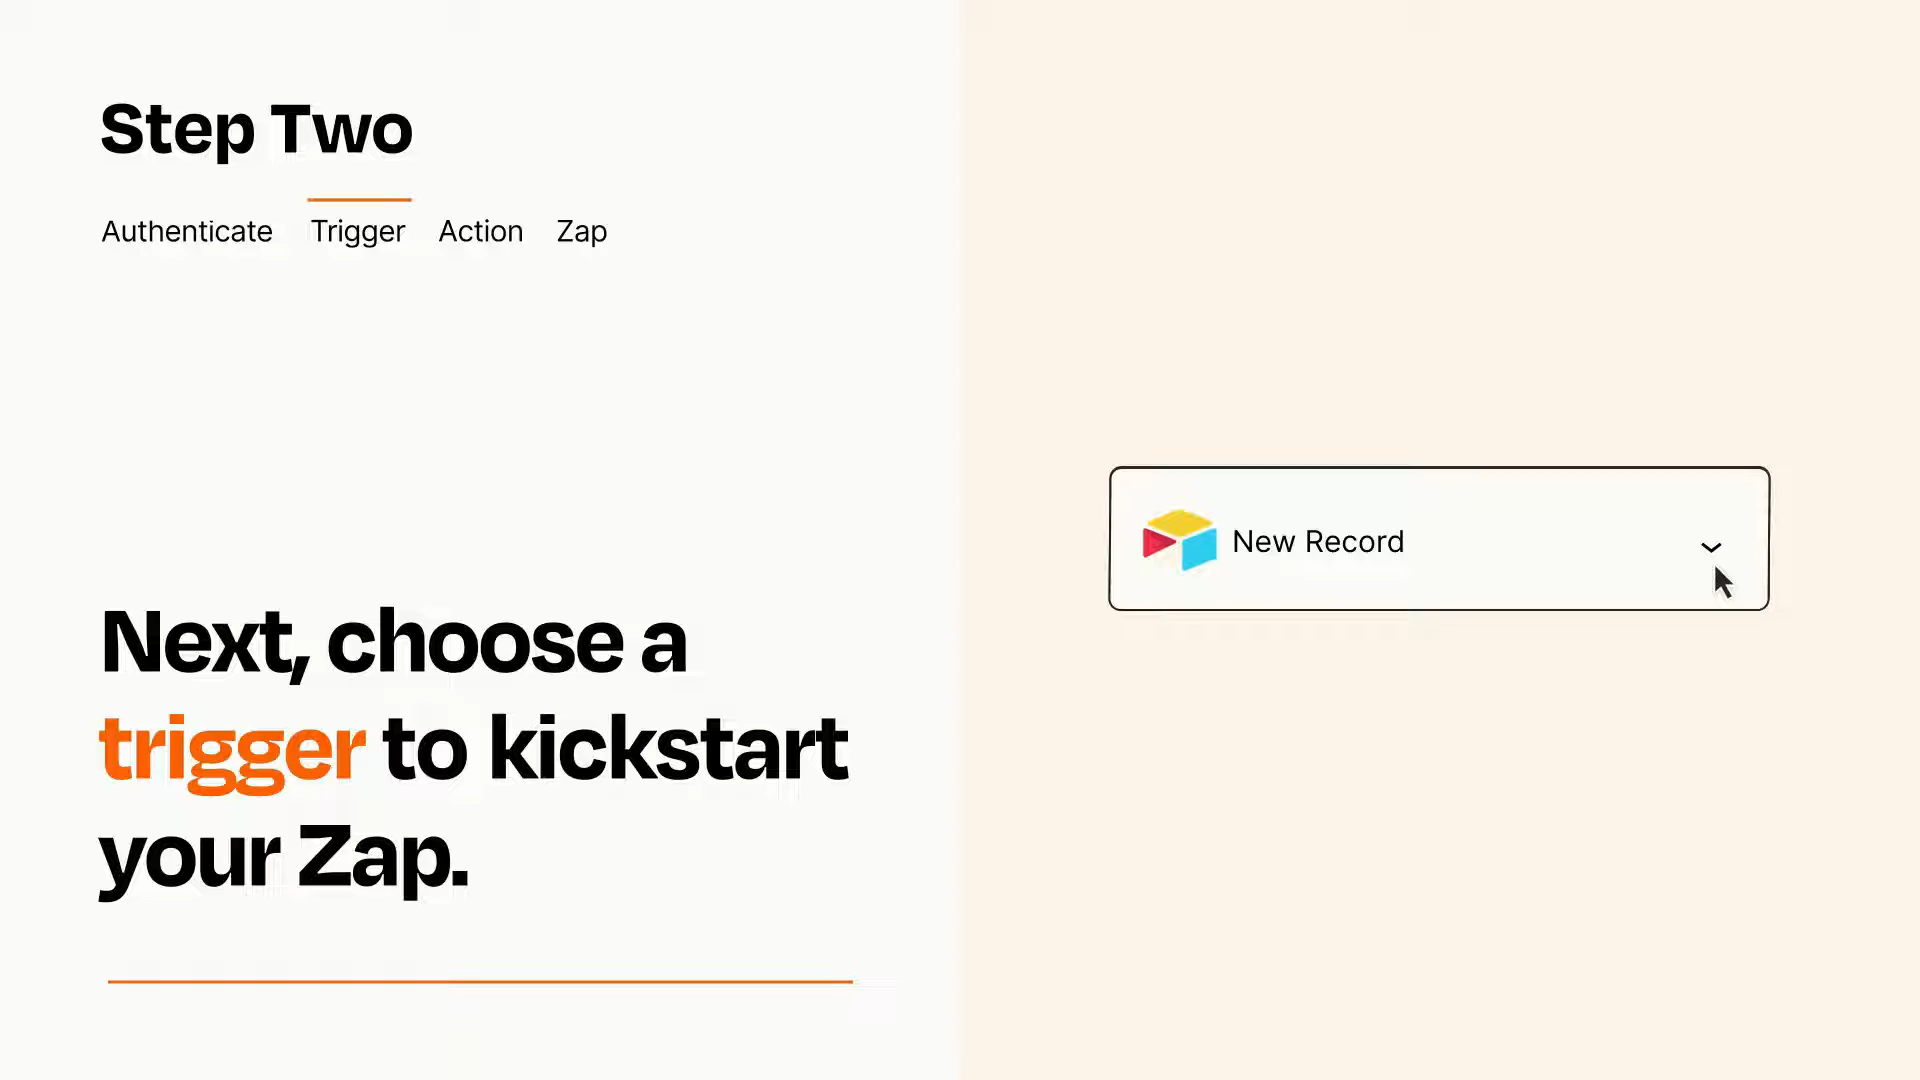 Step Two
Authenticate Trigger Action Zap
Next, choose a
trigger to kickstart
your Zap.
New Record